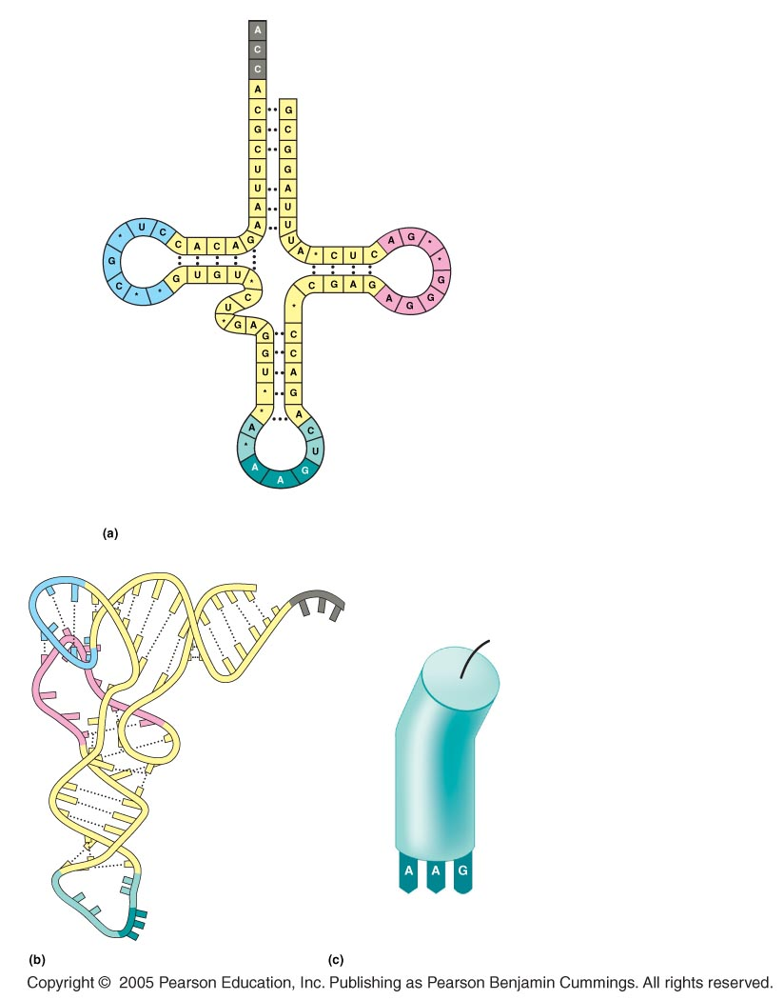 A
C
C
A
C G
G C
C G
U G
U A
A U
A U
* U C
C A C A G
U A * C U C
A G * *
G
G U G U *
C * *
C G A G
G
A G G
U C
*
* G A G
C
G C
U A
* G
* A
A C
* U
A A G
(a)
A A G
(b)
(c)
Copyright © 2005 Pearson Education, Inc. Publishing as Pearson Benjamin Cummings. All rights reserved.